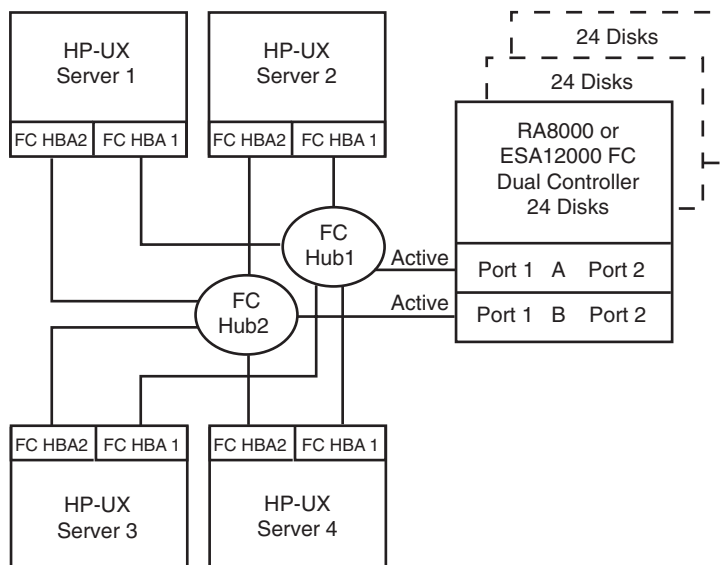 HP-UX
Server 1
FC HBA2
FC HBA 1
HP-UX
Server 2
FC HBA2
FC HBA 1
24 Disks
24 Disks
RA8000 or
ESA12000 FC
Dual Controller
24 Disks
Port 1 A Port 2
Port 1 B Port 2
FC
Hub1
Active
FC
Hub2
Active
FC HBA2
FC HBA 1
HP-UX
Server 3
FC HBA2
FC HBA 1
HP-UX
Server 4